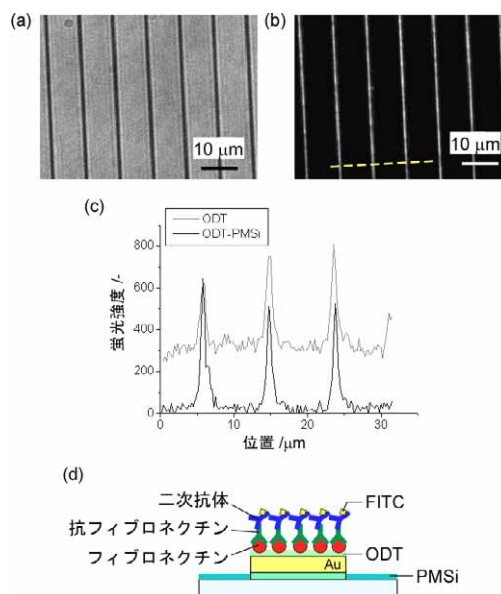 (a)
(b)
10 μm
10 μm
(c)
ODT
ODT-PMSi
800
600
400
200
0
蛍光強度 /-
0
10
20
30
位置 /μm
(d)
二次抗体
FITC
抗フィブロネクチン
フィブロネクチン
ODT
Au
PMSi